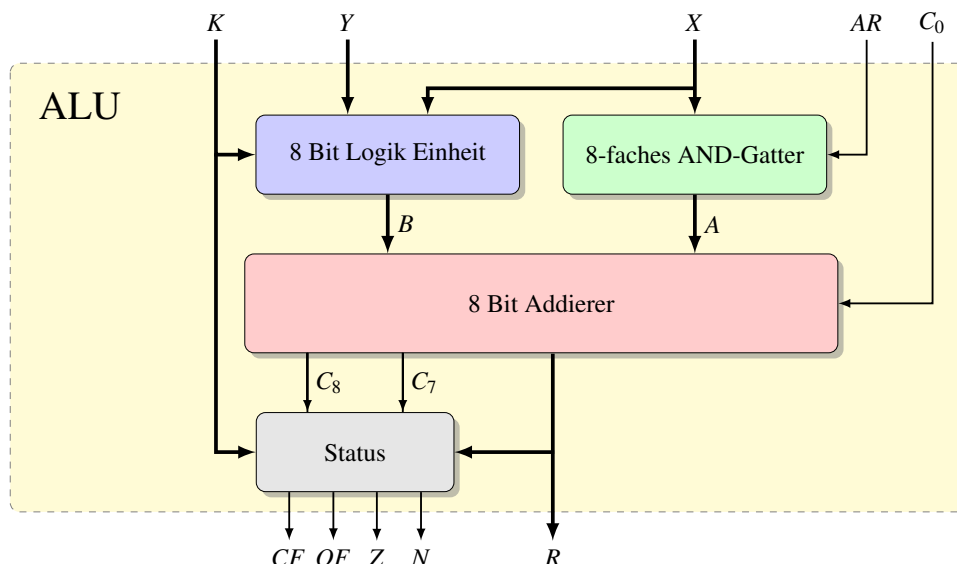 K Y X AR C₀
ALU
8 Bit Logik Einheit 8-faches AND-Gatter
B A
8 Bit Addierer
C₈ C₇
Status
CF OF Z N R